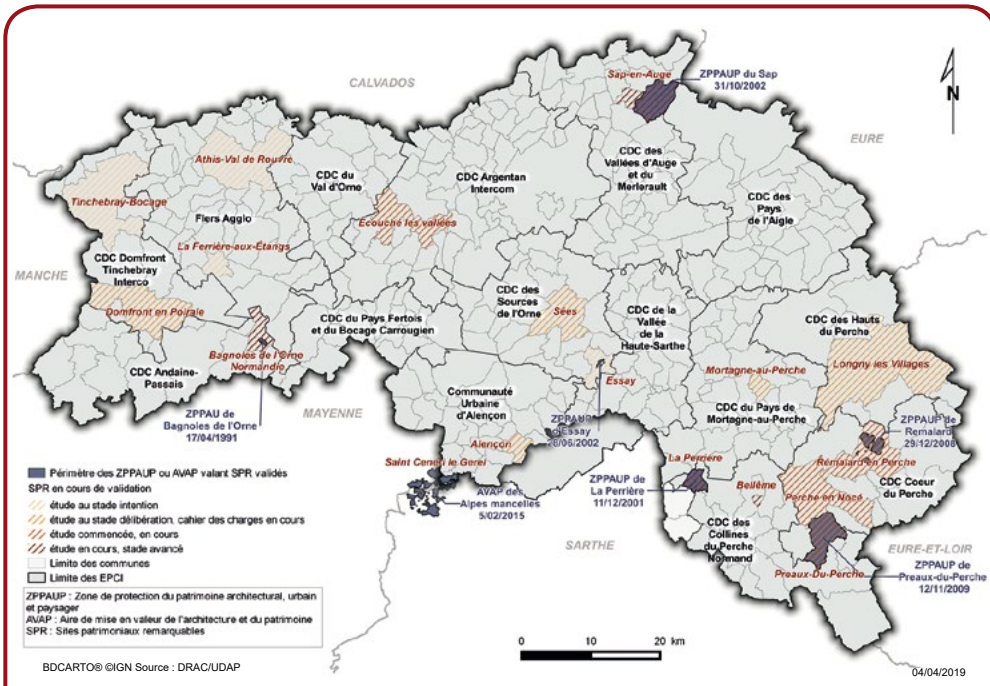 CALVADOS
Sap-en-Auge
ZPPAUP du Sap
31/10/2002
N
EURE
Athis-Val de Rouvre
CDC du
Val d'Orne
CDC Argentan
Intercom
CDC des
Vallées d'Auge
et du
Merlerault
CDC des
Pays
de l'Aigle
Tinchebray-Bocage
Flers Agglo
Ecouché les vallées
La Ferrière-aux-Étangs
MANCHE
CDC Domfront
Tinchebray
Interco
Domfront en Poiraie
CDC du Pays Fertois
et du Bocage Carrougien
CDC des
Sources
de l'Orne
Sées
CDC de la
Vallée
de la
Haute-Sarthe
CDC des Hauts
du Perche
Longny les Villages
Mortagne-au-Perche
Bagnoles de l'Orne
Normandie
CDC Andaine-
Passais
Essay
CDC du Pays de
Mortagne-au-Perche
MAYENNE
Communauté
Urbaine
d'Alençon
ZPPAU de
Bagnoles de l'Orne
17/04/1991
ZPPAUP
d'Essay
28/06/2002
ZPPAUP de
Remalard
29/12/2008
Alençon
Saint Ceneri le Gerei
La Perrière
Bellême
Rémalard en Perche
Perche en Nocé
CDC Coeur
du Perche
AVAP des
Alpes mancelles
5/02/2015
ZPPAUP de
La Perrière
11/12/2001
SARTHE
CDC des
Collines
du Perche
Normand
EURE-ET-LOIR
Preaux-Du-Perche
ZPPAUP de
Preaux-du-Perche
12/11/2009
Périmètre des ZPPAUP ou AVAP valant SPR validés
SPR en cours de validation
étude au stade intention
étude au stade délibération, cahier des charges en cours
étude commencée, en cours
étude en cours, stade avancé
Limite des communes
Limite des EPCI
ZPPAUP : Zone de protection du patrimoine architectural, urbain
et paysager
AVAP : Aire de mise en valeur de l'architecture et du patrimoine
SPR : Sites patrimoniaux remarquables
0 10 20 km
BDCARTO® ©IGN Source : DRAC/UDAP
04/04/2019